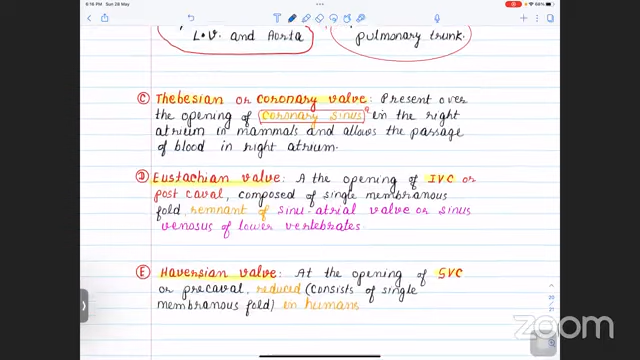 6:16 PM Sun 28 May
68%
L.V. and Aorta
pulmonary trunk.
C Thebesian or coronary valve: Present over
the opening of coronary sinus in the right
atrium in mammals and allows the passage
of blood in right atrium.
D Eustachian valve: A the opening of IVC or
post caval, composed of single membranous
fold, remnant of sinu-atrial valve or sinus
venosus of lower vertebrates.
E Haversian valve: At the opening of SVC
or precaval, reduced (consists of single
membranous fold) in humans
zoom